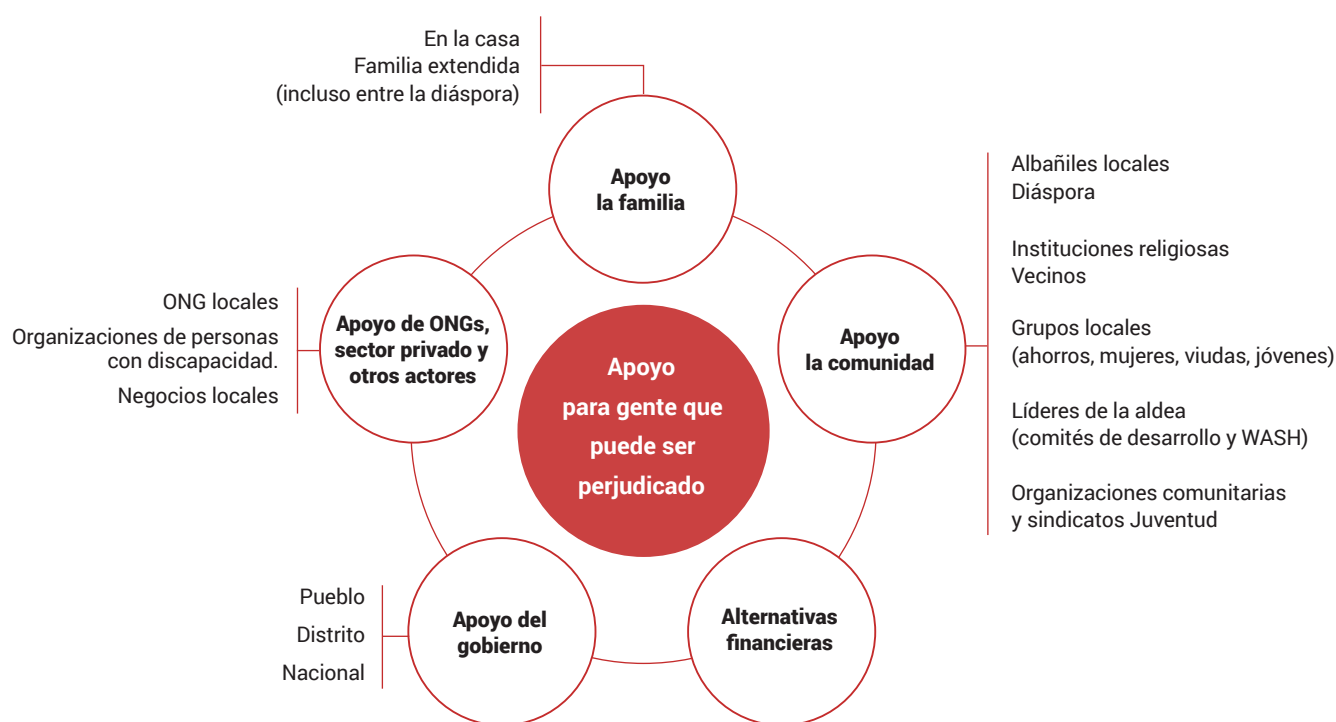 En la casa
Familia extendida
(incluso entre la diáspora)
Apoyo
la familia
Albañiles locales
Diáspora
Instituciones religiosas
Vecinos
Grupos locales
(ahorros, mujeres, viudas, jóvenes)
Líderes de la aldea
(comités de desarrollo y WASH)
Organizaciones comunitarias
y sindicatos Juventud
Apoyo
la comunidad
ONG locales
Organizaciones de personas
con discapacidad.
Negocios locales
Apoyo de ONGs,
sector privado y
otros actores
Apoyo
para gente que
puede ser
perjudicado
Pueblo
Distrito
Nacional
Apoyo del
gobierno
Alternativas
financieras